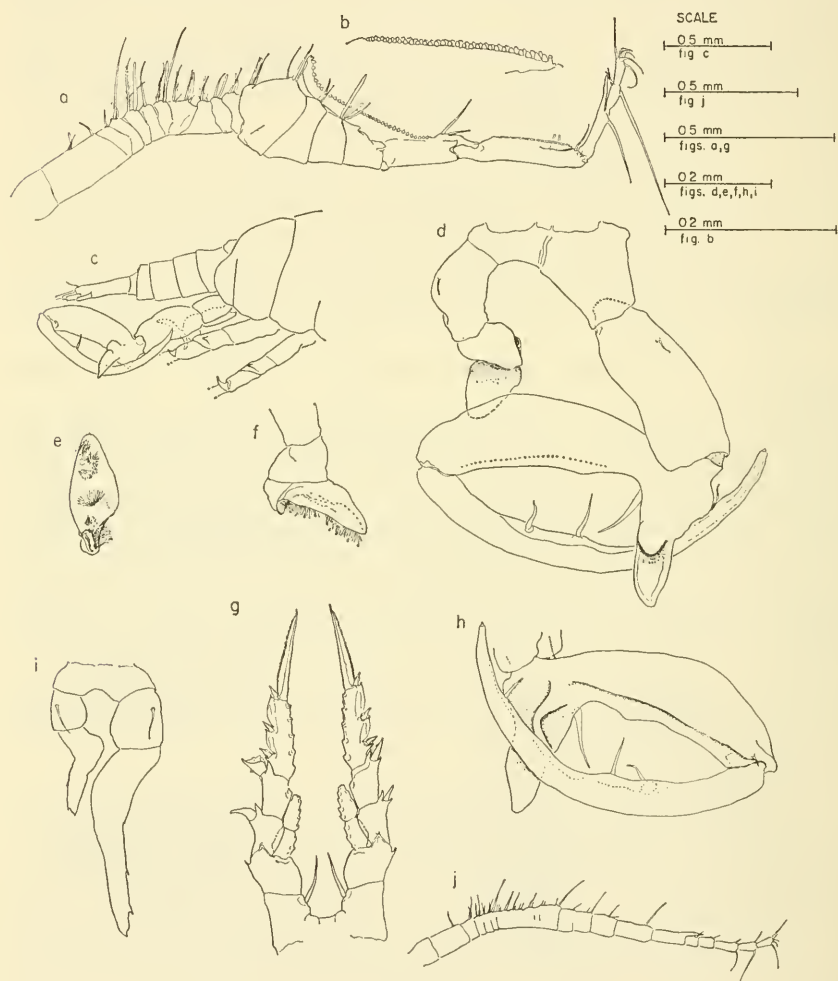 SCALE
0.5 mm
fig c
0.5 mm
fig j
0.5 mm
figs. a,g
0.2 mm
figs. d,e,f,h,i
0.2 mm
fig. b
a
b
c
d
e
f
g
h
i
j